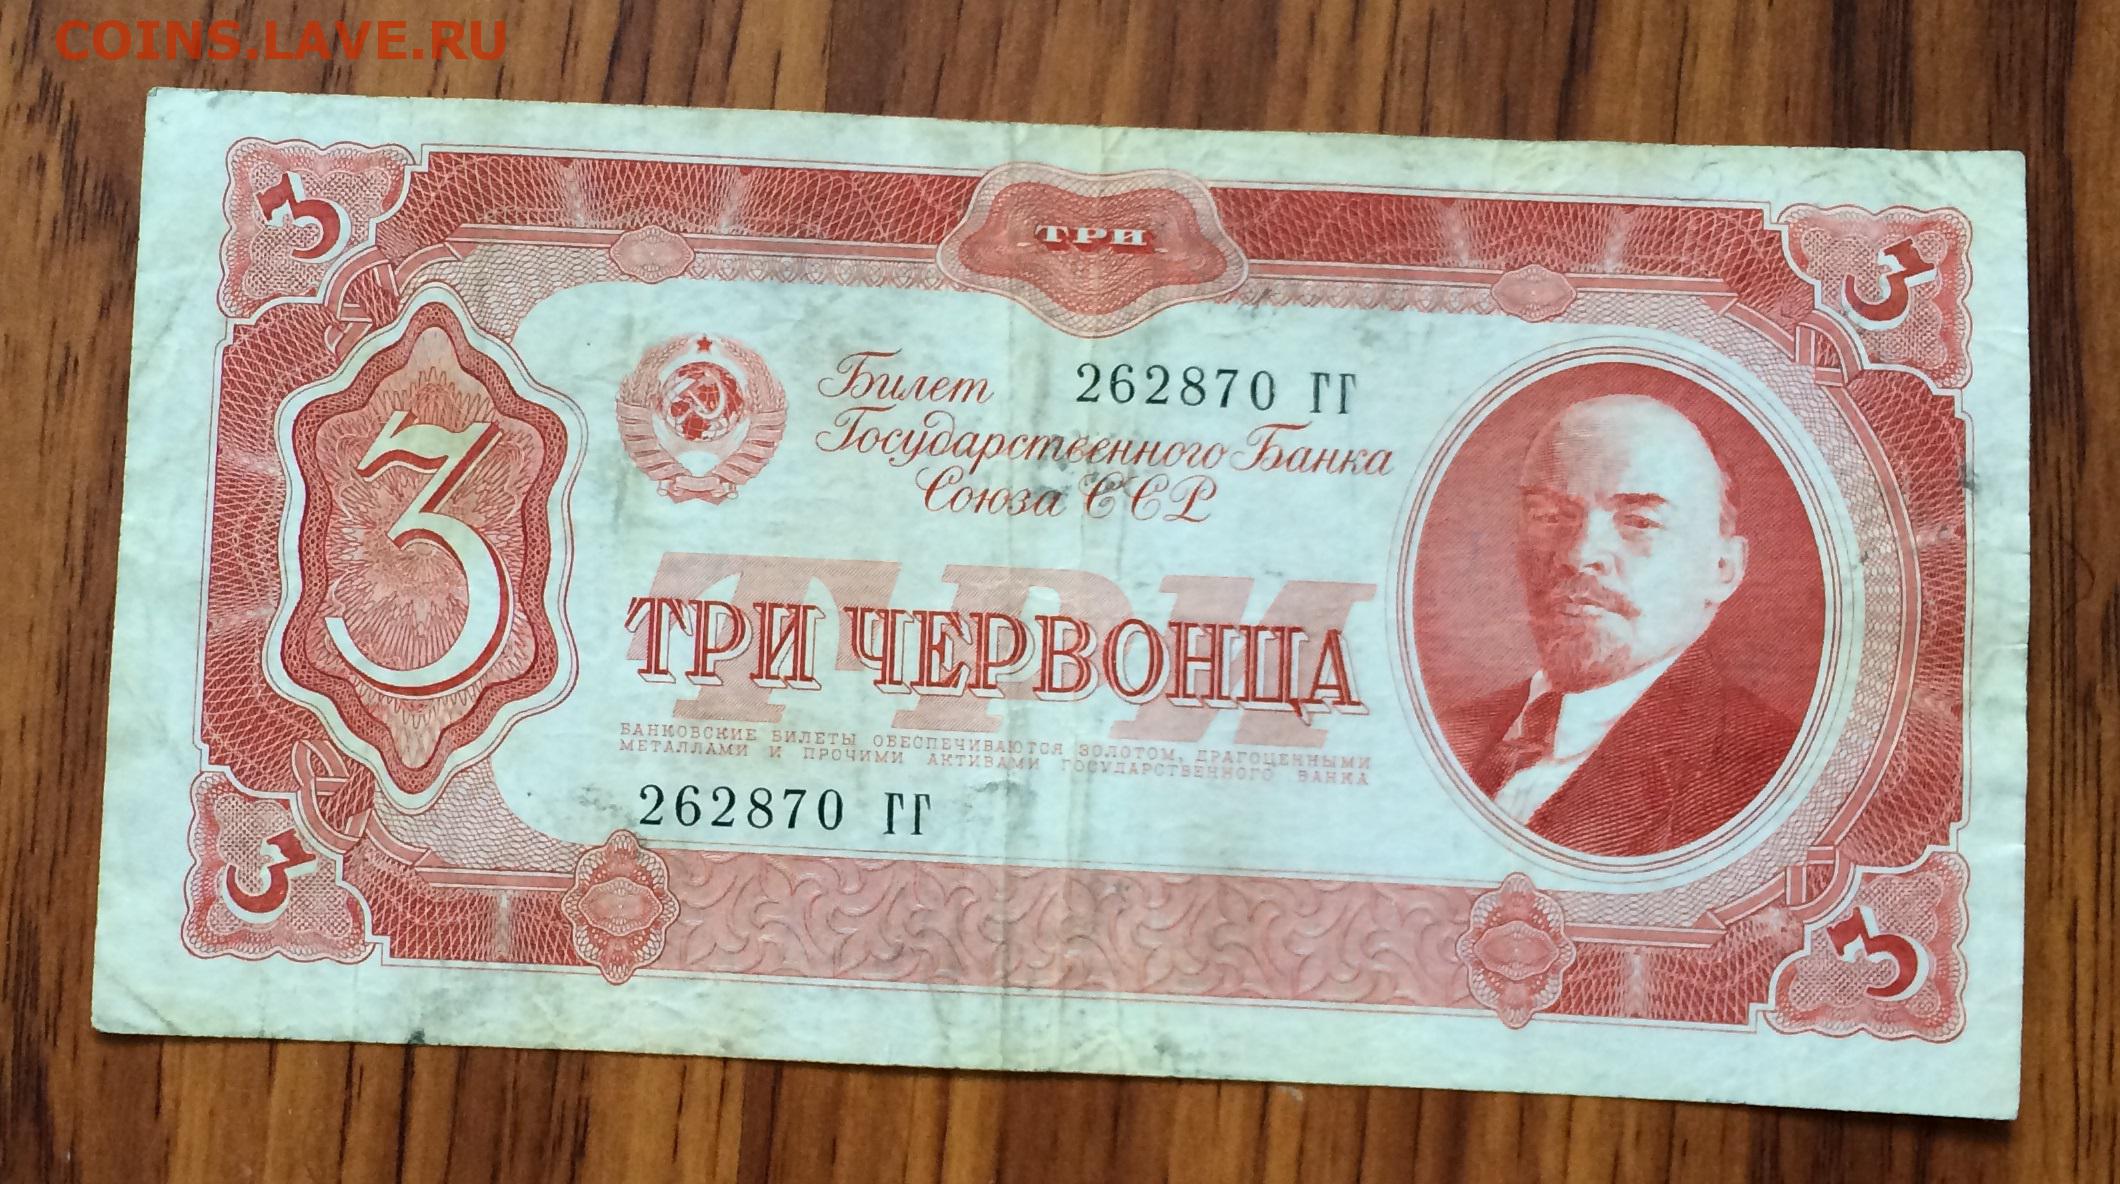 COINS.LAVE.RU
3
3
ТРИ
3
Билет
262870 ГГ
Государственного Банка
Союза ССР
ТРИ
ТРИ ЧЕРВОНЦА
БАНКОВСКИЕ БИЛЕТЫ ОБЕСПЕЧИВАЮТСЯ ЗОЛОТОМ, ДРАГОЦЕННЫМИ
МЕТАЛЛАМИ И ПРОЧИМИ АКТИВАМИ ГОСУДАРСТВЕННОГО БАНКА
262870 ГГ
3
3